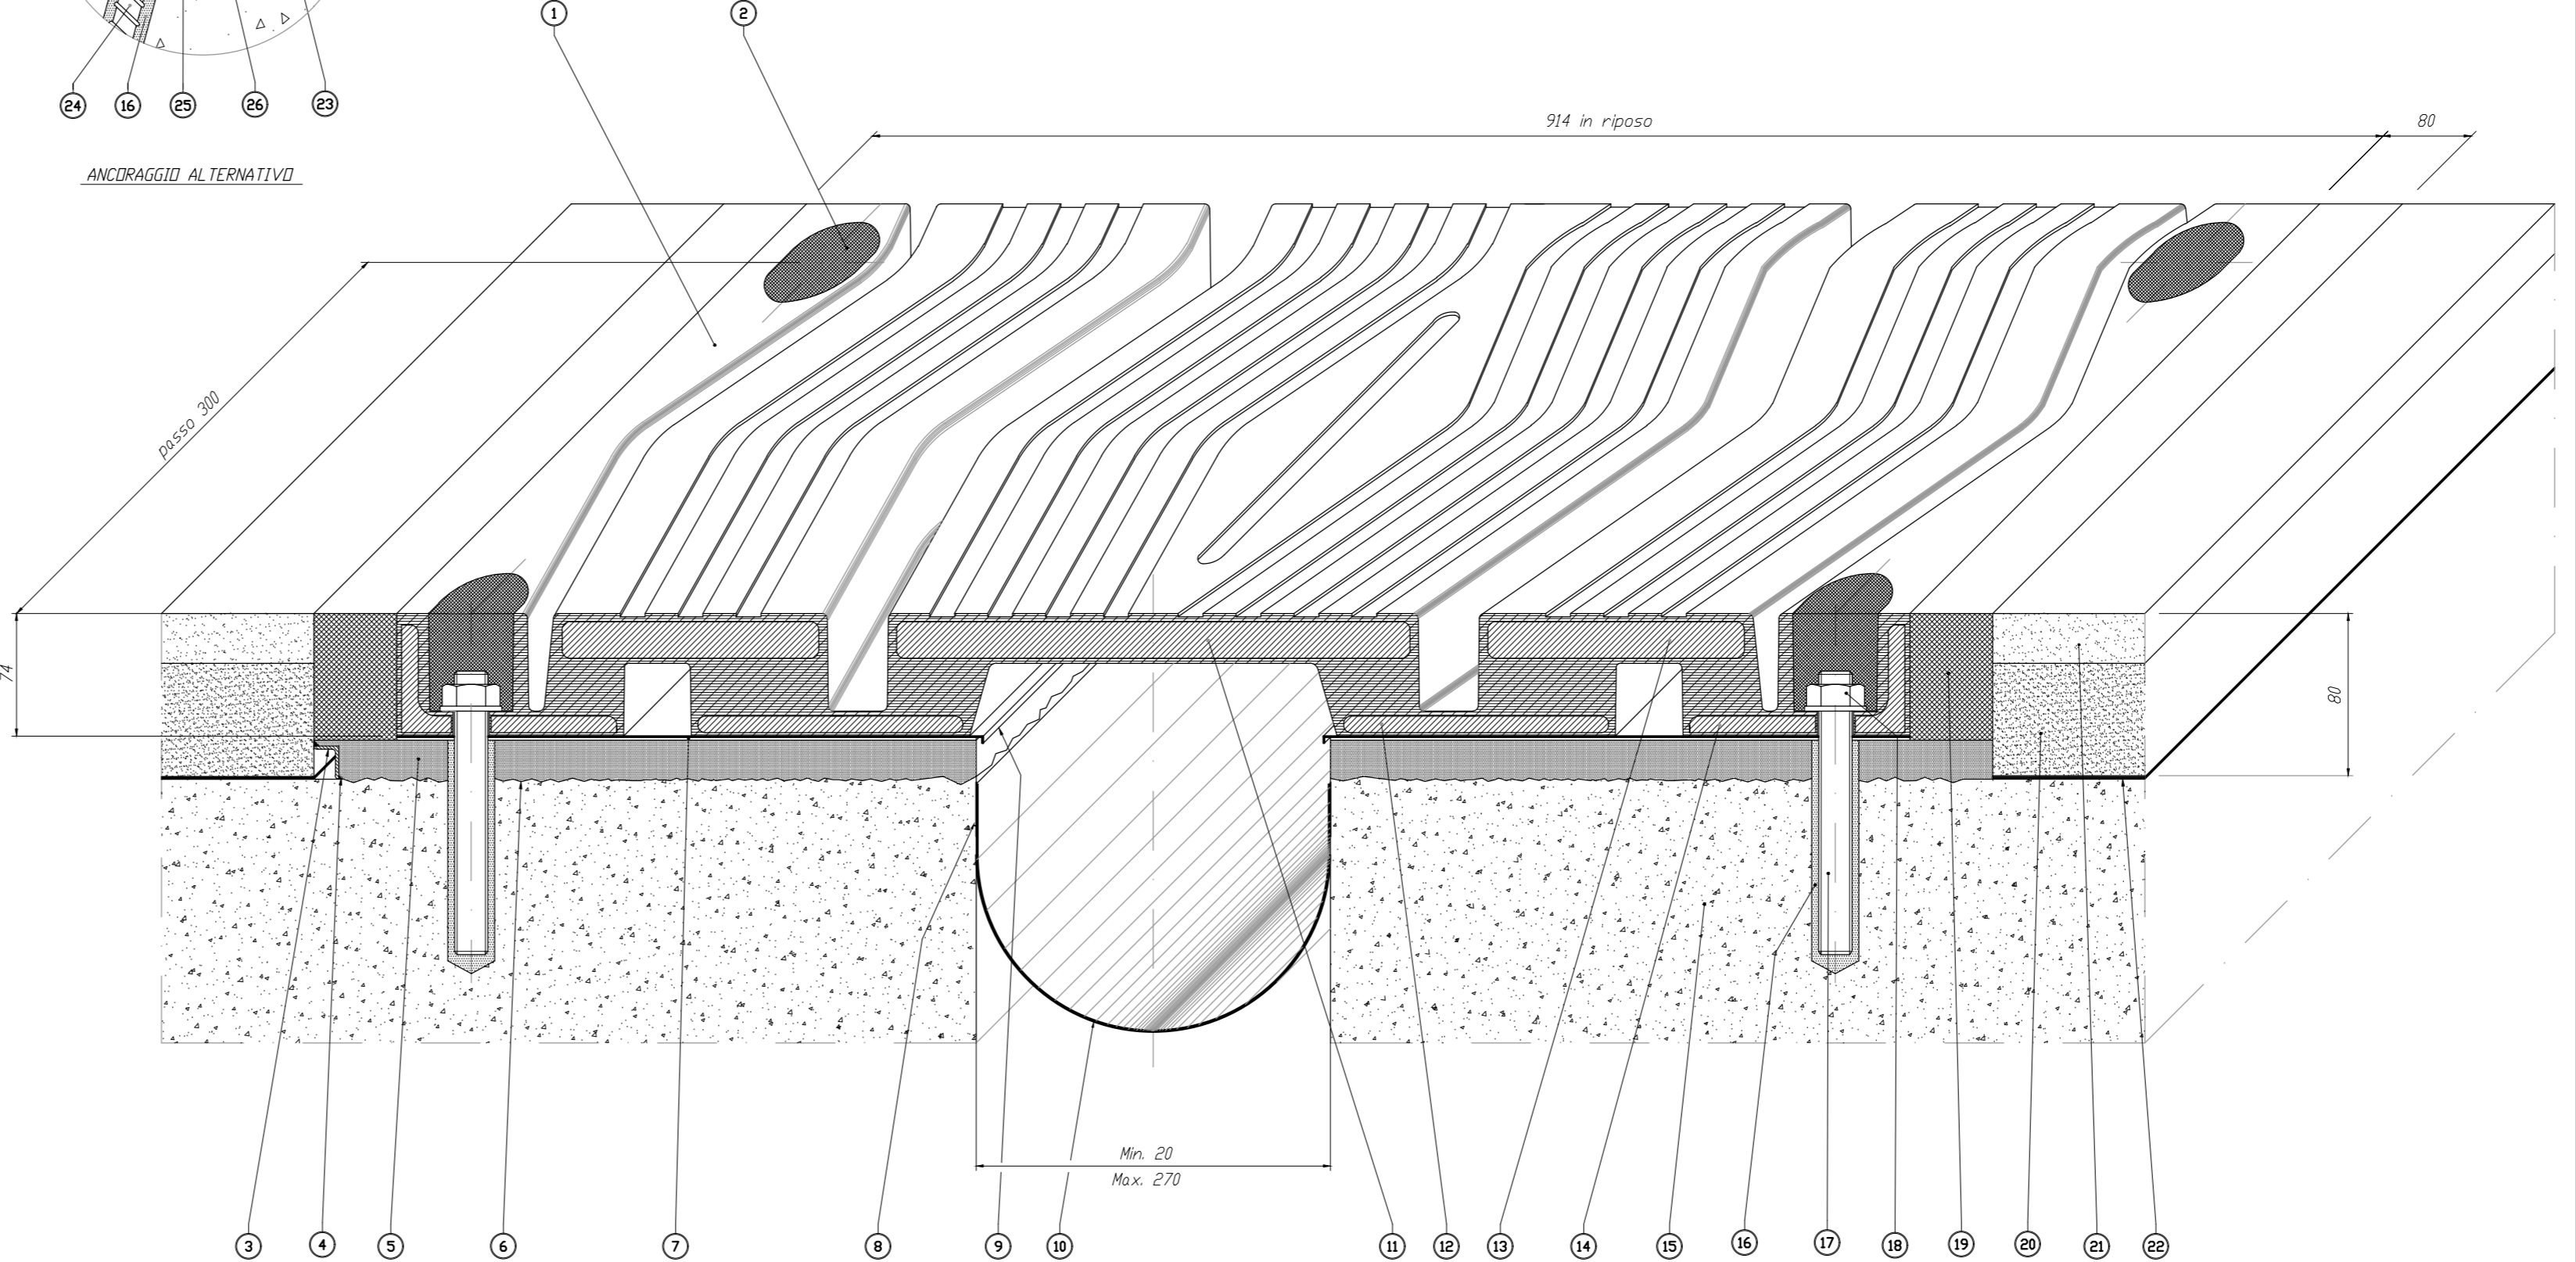 1 2
24 16 25 26 23
914 in riposo 80
ANCORAGGIO ALTERNATIVO
passo 300
74
80
Min. 20
Max. 270
3 4 5 6 7 8 9 10 11 12 13 14 15 16 17 18 19 20 21 22